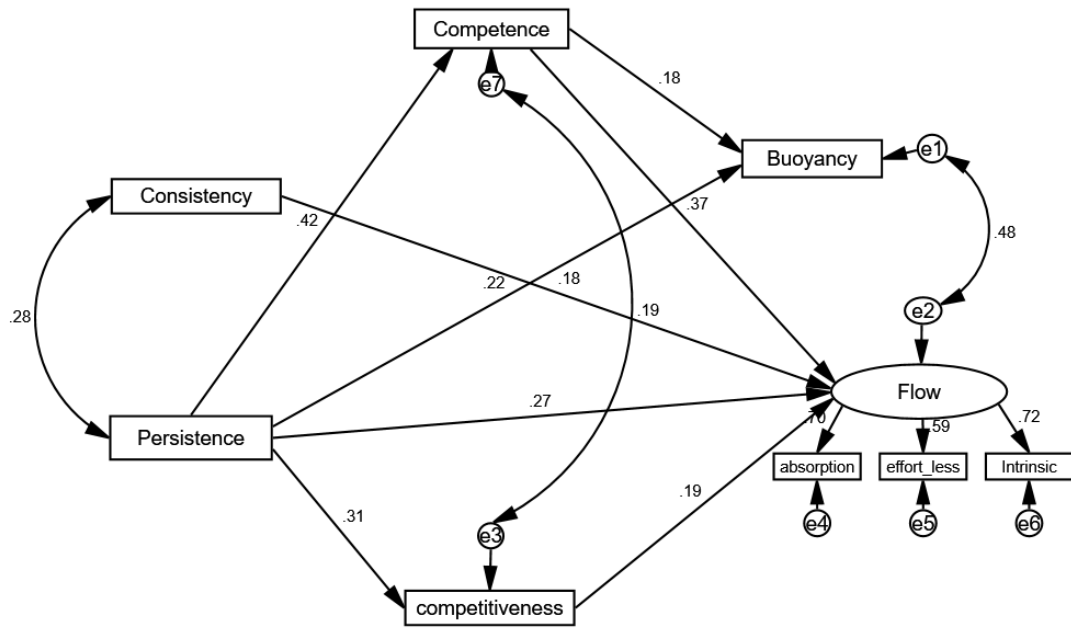 Competence
e7
.18
Buoyancy
e1
Consistency
.42
.37
.48
.22
.18
.28
.19
e2
Flow
.27
Persistence
.70
.59
.72
absorption
effort_less
Intrinsic
.19
.31
e4
e5
e6
e3
competitiveness